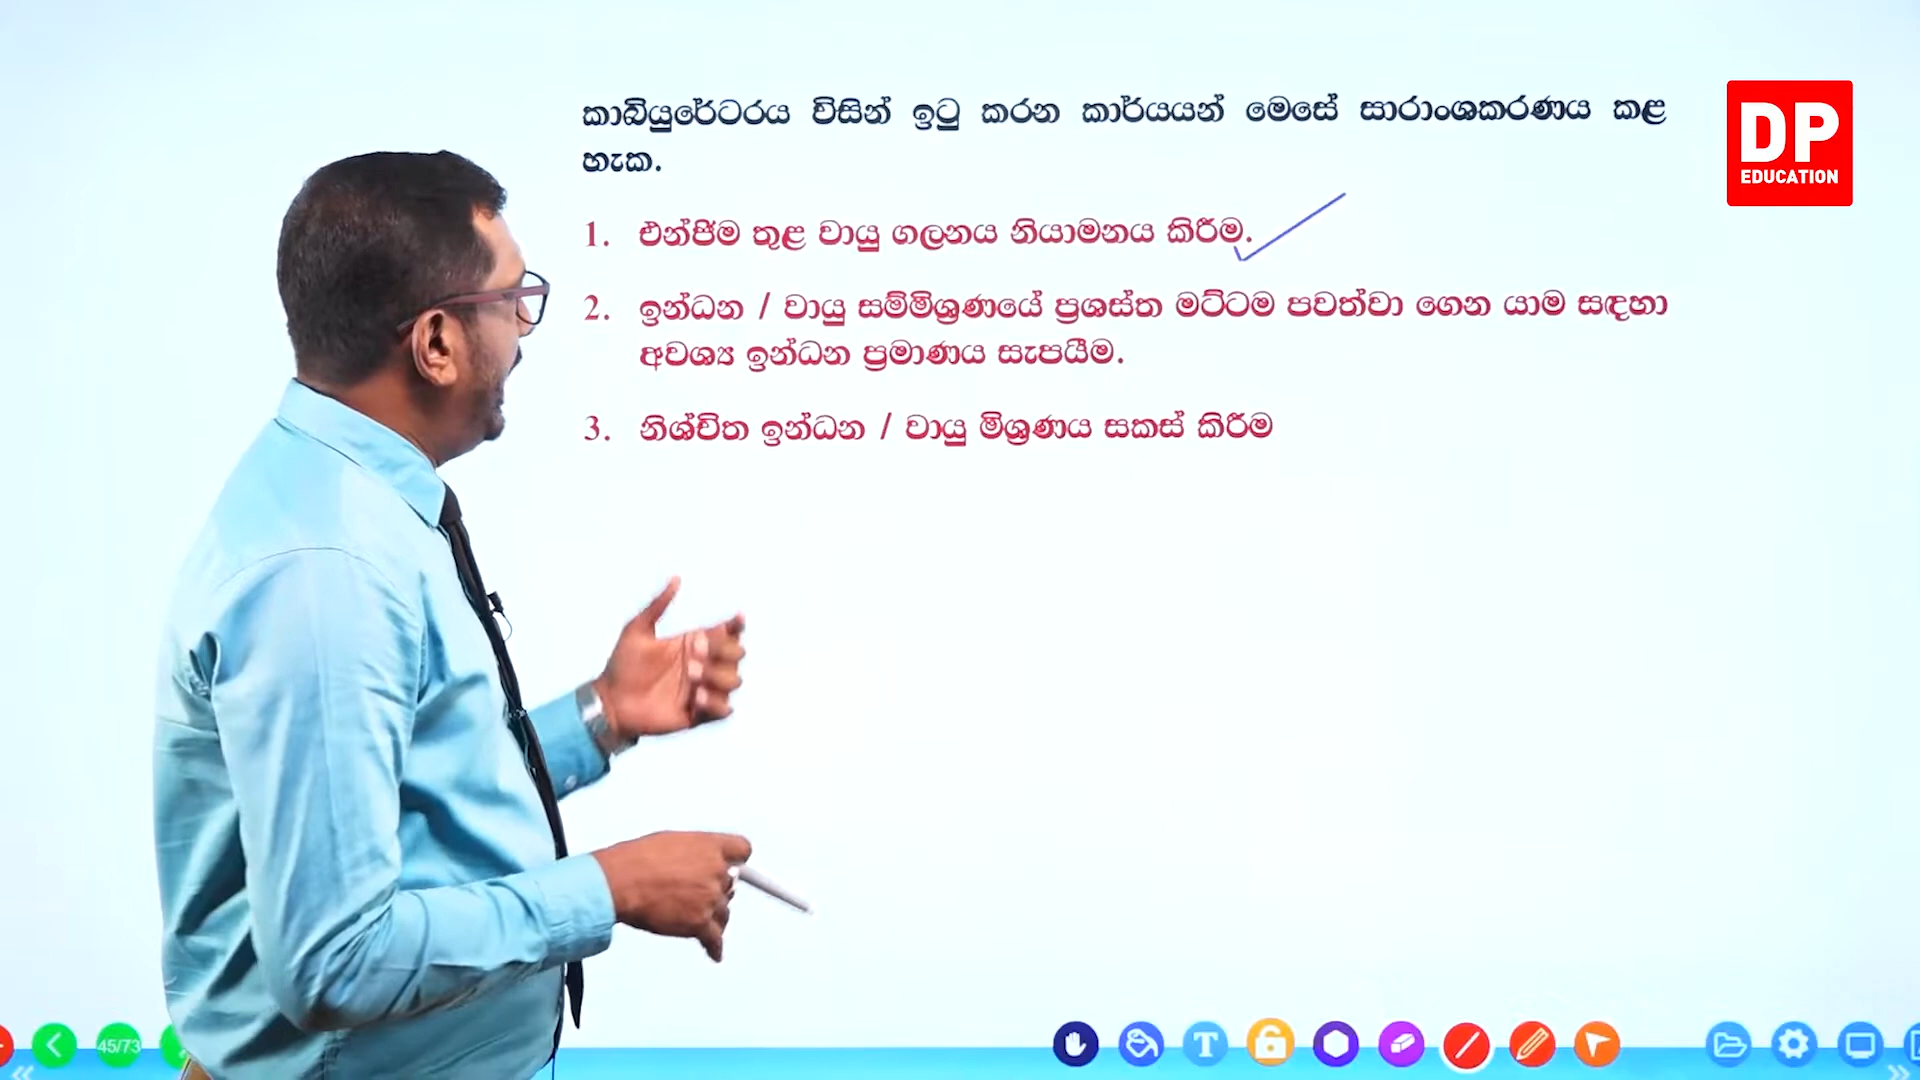 කාබියුරේටරය විසින් ඉටු කරන කාර්යයන් මෙසේ සාරාංශකරණය කළ
හැක.
1. එන්ජිම තුළ වායු ගලනය නියාමනය කිරීම.
2. ඉන්ධන / වායු සම්මිශ්‍රණයේ ප්‍රශස්ත මට්ටම පවත්වා ගෙන යාම සඳහා
අවශ්‍ය ඉන්ධන ප්‍රමාණය සැපයීම.
3. නිශ්චිත ඉන්ධන / වායු මිශ්‍රණය සකස් කිරීම
DP
EDUCATION
45/73
T